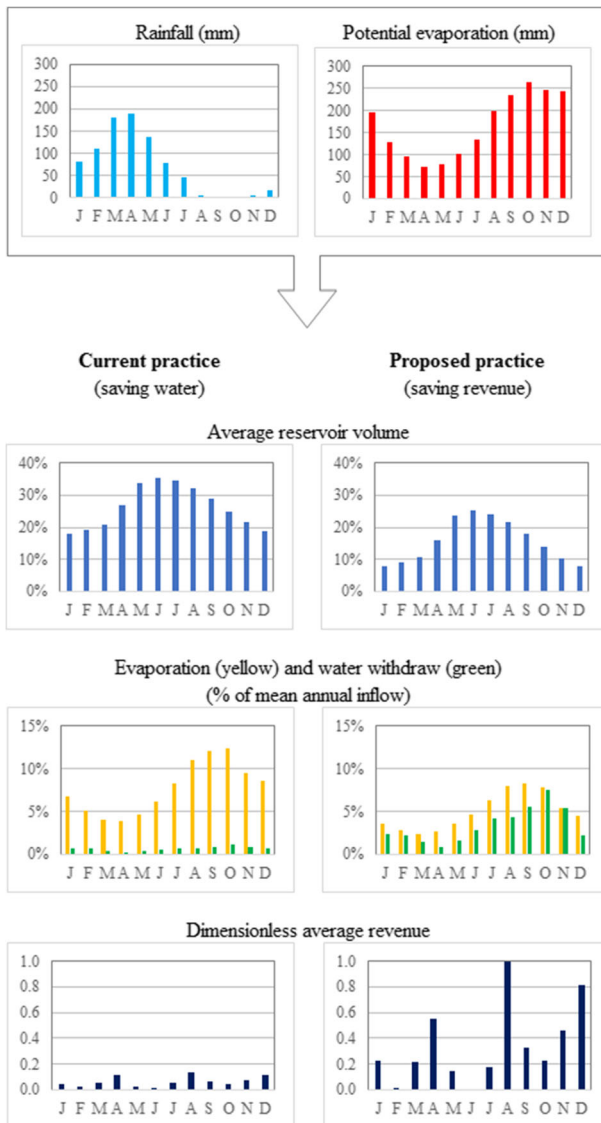 Rainfall (mm)
300
250
200
150
100
50
0
J F M A M J J A S O N D
Potential evaporation (mm)
300
250
200
150
100
50
0
J F M A M J J A S O N D
Current practice
(saving water)
Proposed practice
(saving revenue)
Average reservoir volume
40%
30%
20%
10%
0%
J F M A M J J A S O N D
40%
30%
20%
10%
0%
J F M A M J J A S O N D
Evaporation (yellow) and water withdraw (green)
(% of mean annual inflow)
15%
10%
5%
0%
J F M A M J J A S O N D
15%
10%
5%
0%
J F M A M J J A S O N D
Dimensionless average revenue
1.0
0.8
0.6
0.4
0.2
0.0
J F M A M J J A S O N D
1.0
0.8
0.6
0.4
0.2
0.0
J F M A M J J A S O N D